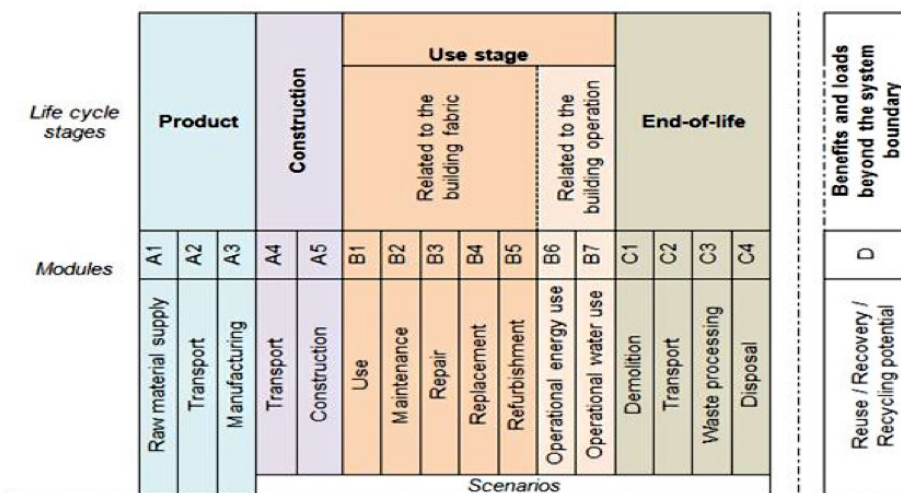 Life cycle
stages
Product
Construction
Use stage
Related to the
building fabric
Related to the
building operation
End-of-life
Benefits and loads
beyond the system
boundary
Modules
A1
A2
A3
A4
A5
B1
B2
B3
B4
B5
B6
B7
C1
C2
C3
C4
D
Raw material supply
Transport
Manufacturing
Transport
Construction
Use
Maintenance
Repair
Replacement
Refurbishment
Operational energy use
Operational water use
Demolition
Transport
Waste processing
Disposal
Reuse / Recovery /
Recycling potential
Scenarios